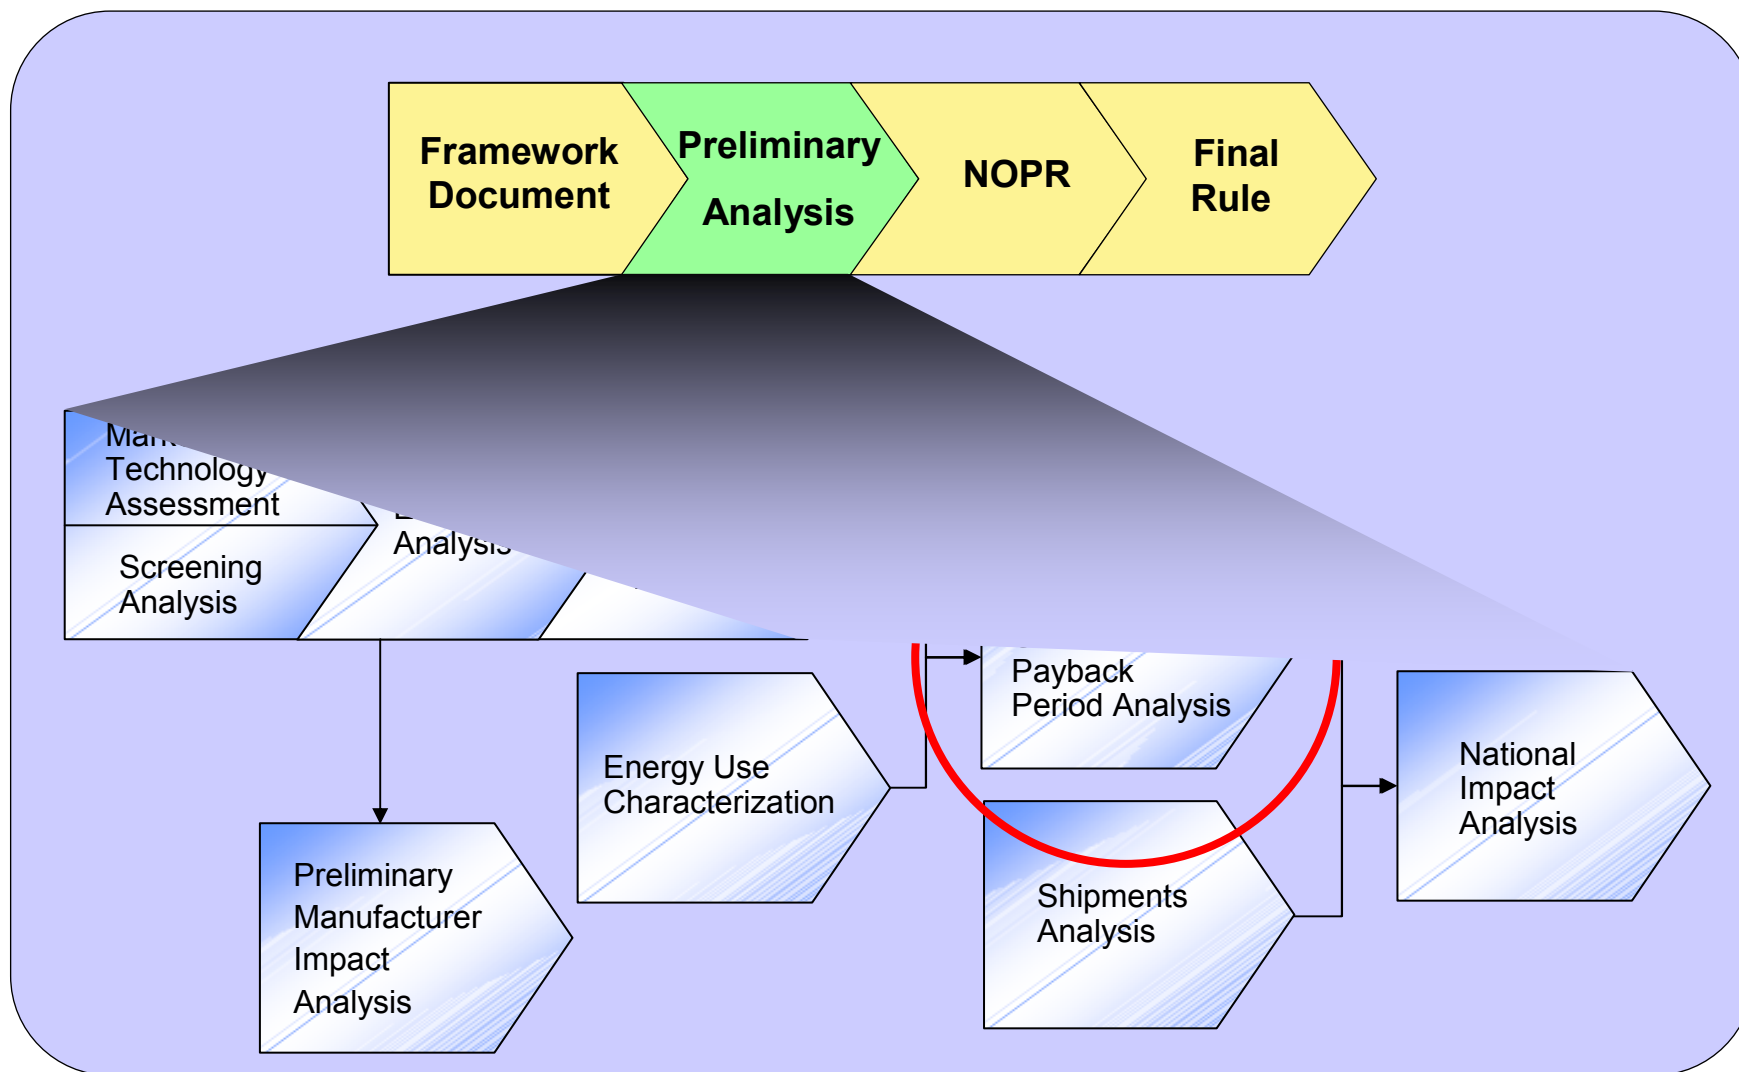 Framework
Document
Preliminary
Analysis
NOPR
Final
Rule
Technology
Assessment
Analysis
Screening
Analysis
Payback
Period Analysis
Energy Use
Characterization
National
Impact
Analysis
Preliminary
Manufacturer
Impact
Analysis
Shipments
Analysis